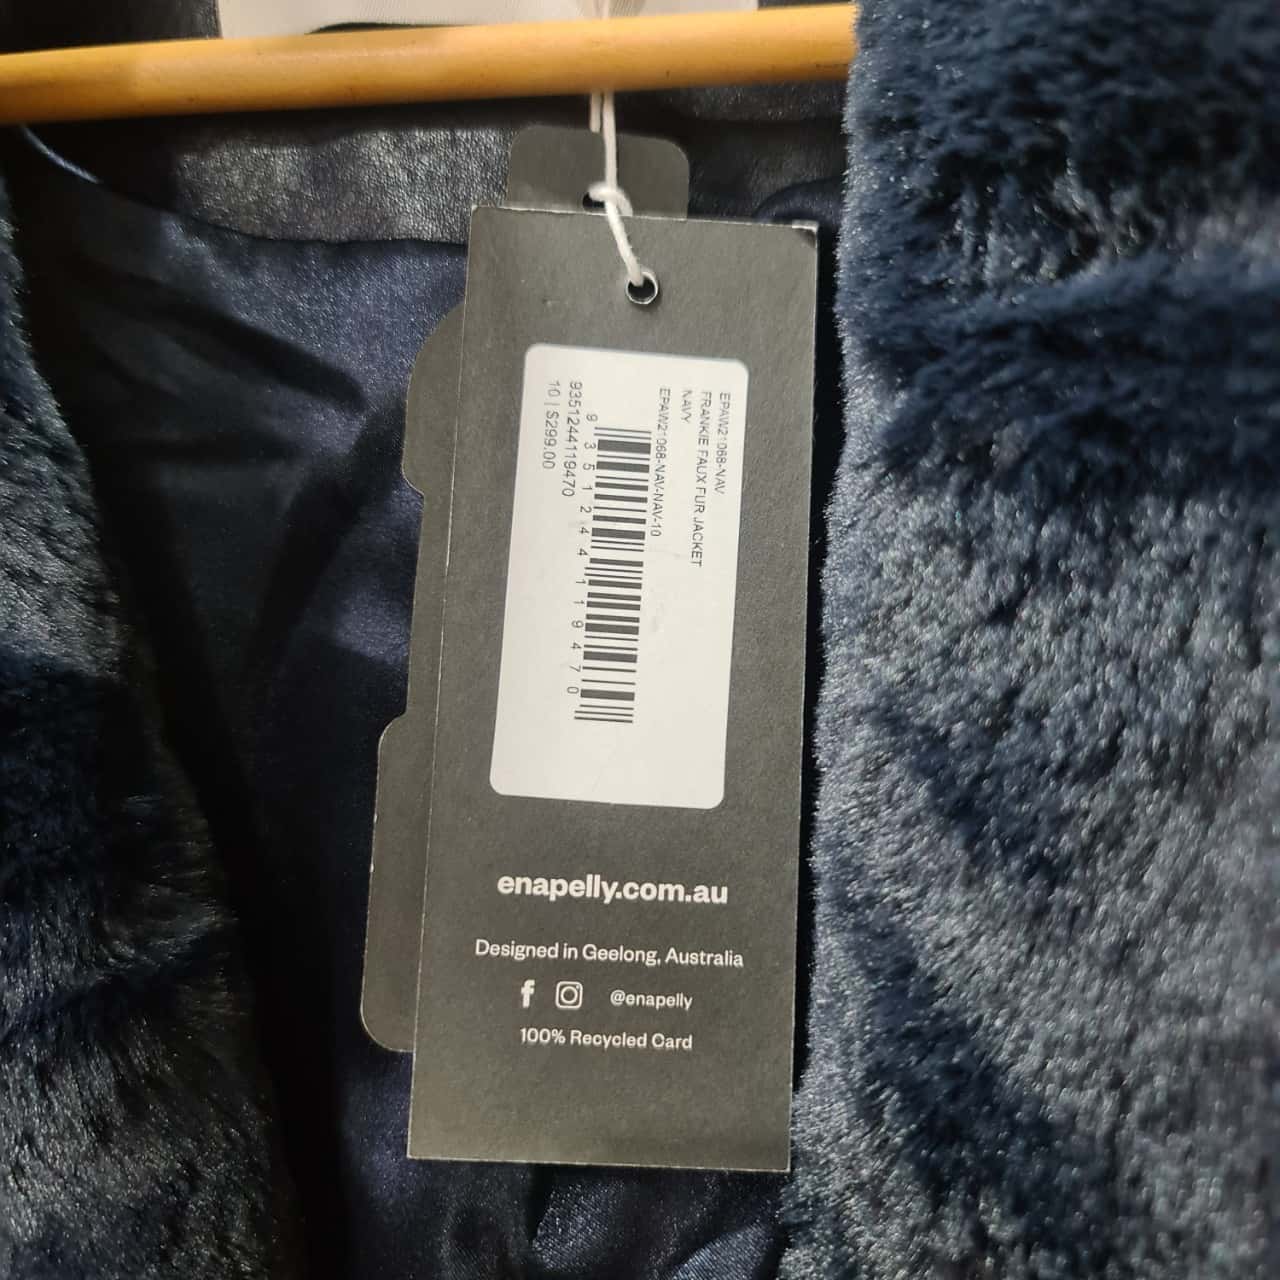 EPAW21068-NAV
FRANKIE FAUX FUR JACKET
NAVY
EPAW21068-NAV-NAV-10
9 351244 119470
9351244119470
10 | $299.00
enapelly.com.au
Designed in Geelong, Australia
@enapelly
100% Recycled Card